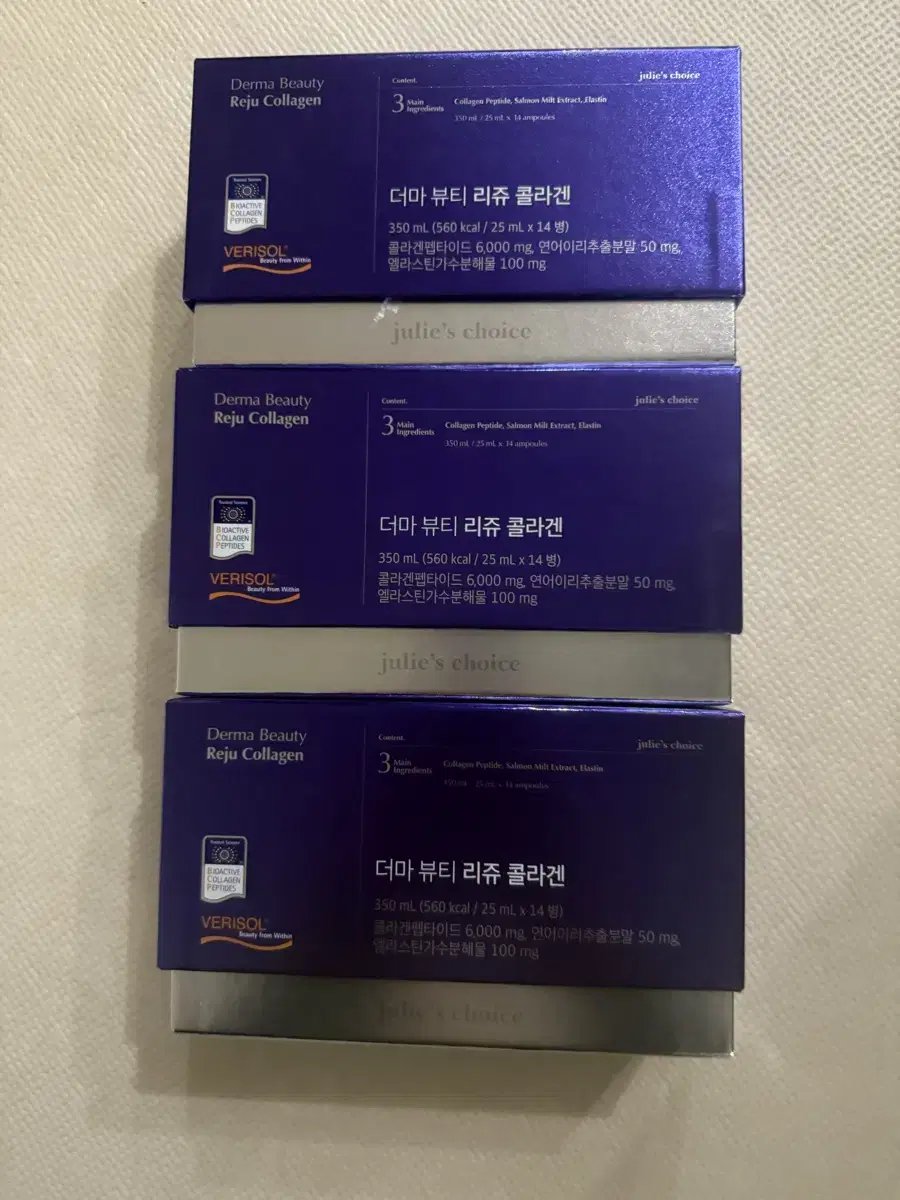 Derma Beauty
Reju Collagen
Content.
julie's choice
3 Main Ingredients
Collagen Peptide, Salmon Milt Extract, Elastin
350 mL / 25 mL x 14 ampoules
BIOACTIVE
COLLAGEN
PEPTIDES
VERISOL®
Beauty from Within
더마 뷰티 리쥬 콜라겐
350 mL (560 kcal / 25 mL x 14 병)
콜라겐펩타이드 6,000 mg, 연어이리추출분말 50 mg,
엘라스틴가수분해물 100 mg
julie's choice
Derma Beauty
Reju Collagen
Content.
julie's choice
3 Main Ingredients
Collagen Peptide, Salmon Milt Extract, Elastin
350 mL / 25 mL x 14 ampoules
BIOACTIVE
COLLAGEN
PEPTIDES
VERISOL®
Beauty from Within
더마 뷰티 리쥬 콜라겐
350 mL (560 kcal / 25 mL x 14 병)
콜라겐펩타이드 6,000 mg, 연어이리추출분말 50 mg,
엘라스틴가수분해물 100 mg
julie's choice
Derma Beauty
Reju Collagen
Content.
julie's choice
3 Main Ingredients
Collagen Peptide, Salmon Milt Extract, Elastin
350 mL / 25 mL x 14 ampoules
BIOACTIVE
COLLAGEN
PEPTIDES
VERISOL®
Beauty from Within
더마 뷰티 리쥬 콜라겐
350 mL (560 kcal / 25 mL x 14 병)
콜라겐펩타이드 6,000 mg, 연어이리추출분말 50 mg,
엘라스틴가수분해물 100 mg
julie's choice